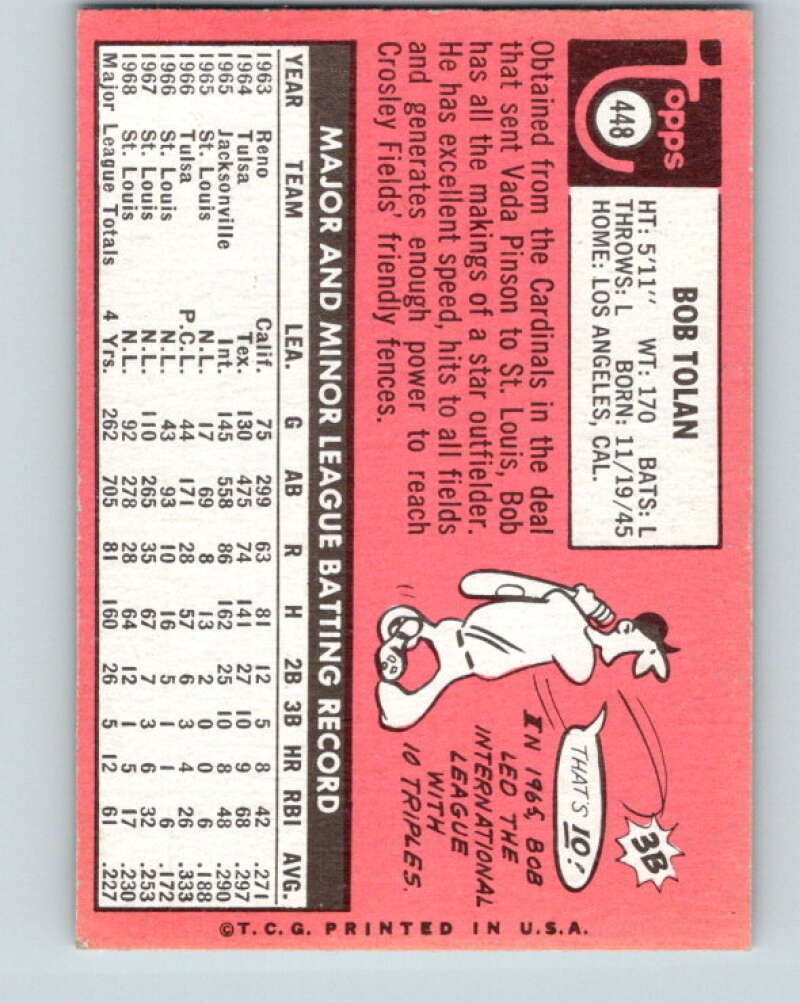 Topps
448
BOB TOLAN
HT: 5'11" WT: 170 BATS: L
THROWS: L BORN: 11/19/45
HOME: LOS ANGELES, CAL.
Obtained from the Cardinals in the deal
that sent Vada Pinson to St. Louis, Bob
has all the makings of a star outfielder.
He has excellent speed, hits to all fields
and generates enough power to reach
Crosley Fields' friendly fences.
3B
THAT'S 10!
IN 1965, BOB
LED THE
INTERNATIONAL
LEAGUE
WITH
10 TRIPLES.
MAJOR AND MINOR LEAGUE BATTING RECORD
YEAR TEAM LEA. G AB R H 2B 3B HR RBI AVG.
1963 Reno Calif. 75 299 63 81 12 5 8 42 .271
1964 Tulsa Tex. 130 475 74 141 27 10 9 68 .297
1965 Jacksonville Int. 145 558 86 162 25 10 8 48 .290
1965 St. Louis N.L. 17 69 8 13 2 0 0 6 .188
1966 Tulsa P.C.L. 44 171 28 57 6 3 4 26 .333
1966 St. Louis N.L. 43 93 10 16 5 1 1 6 .172
1967 St. Louis N.L. 110 265 35 67 7 3 6 32 .253
1968 St. Louis N.L. 92 278 28 64 12 1 5 17 .230
Major League Totals 4 Yrs. 262 705 81 160 26 5 12 61 .227
©T.C.G. PRINTED IN U.S.A.